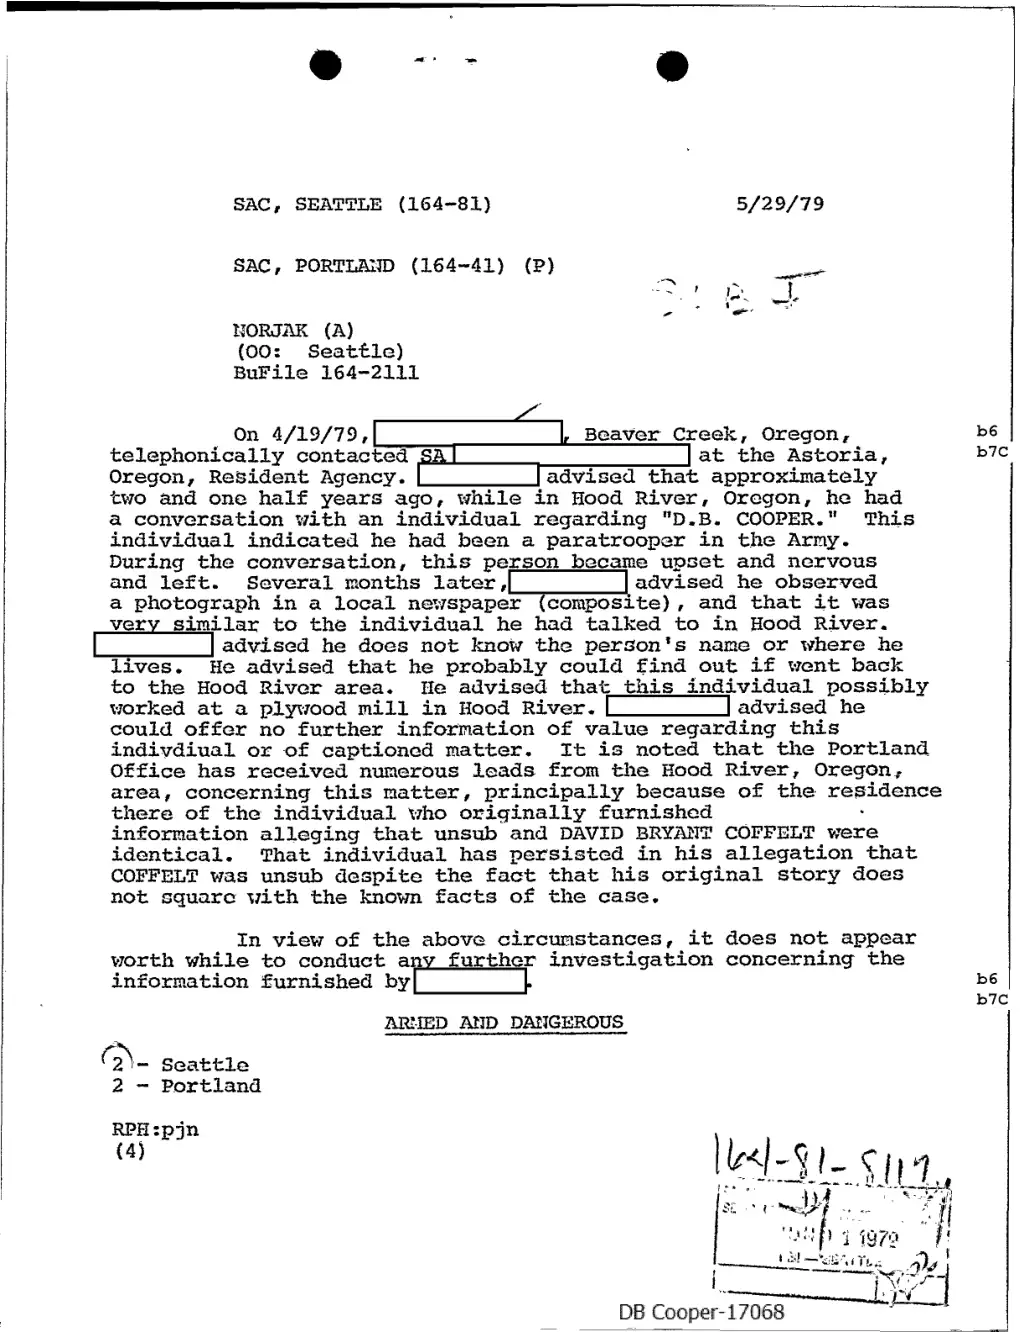 SAC, SEATTLE (164-81) 5/29/79
SAC, PORTLAND (164-41) (P)
NORJAK (A)
(OO: Seattle)
BuFile 164-2111
On 4/19/79, , Beaver Creek, Oregon, b6
telephonically contacted SA at the Astoria, b7C
Oregon, Resident Agency. advised that approximately
two and one half years ago, while in Hood River, Oregon, he had
a conversation with an individual regarding "D.B. COOPER." This
individual indicated he had been a paratrooper in the Army.
During the conversation, this person became upset and nervous
and left. Several months later, advised he observed
a photograph in a local newspaper (composite), and that it was
very similar to the individual he had talked to in Hood River.
advised he does not know the person's name or where he
lives. He advised that he probably could find out if went back
to the Hood River area. He advised that this individual possibly
worked at a plywood mill in Hood River. advised he
could offer no further information of value regarding this
indivdiual or of captioned matter. It is noted that the Portland
Office has received numerous leads from the Hood River, Oregon,
area, concerning this matter, principally because of the residence
there of the individual who originally furnished
information alleging that unsub and DAVID BRYANT COFFELT were
identical. That individual has persisted in his allegation that
COFFELT was unsub despite the fact that his original story does
not square with the known facts of the case.
In view of the above circumstances, it does not appear
worth while to conduct any further investigation concerning the
information furnished by . b6
b7C
ARMED AND DANGEROUS
2 - Seattle
2 - Portland
RPH:pjn
(4)
164-81-8117
1 1979
FBI-SEATTLE
DB Cooper-17068